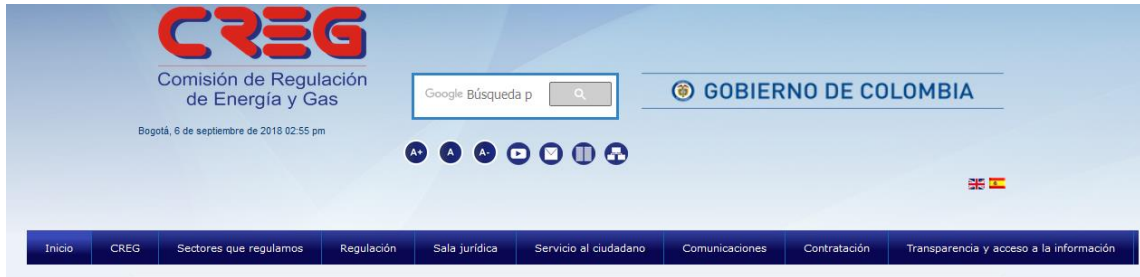 CREG
Comisión de Regulación
de Energía y Gas
Bogotá, 6 de septiembre de 2018 02:55 pm
Google Búsqueda p
GOBIERNO DE COLOMBIA
A+ A A-
Inicio CREG Sectores que regulamos Regulación Sala jurídica Servicio al ciudadano Comunicaciones Contratación Transparencia y acceso a la información